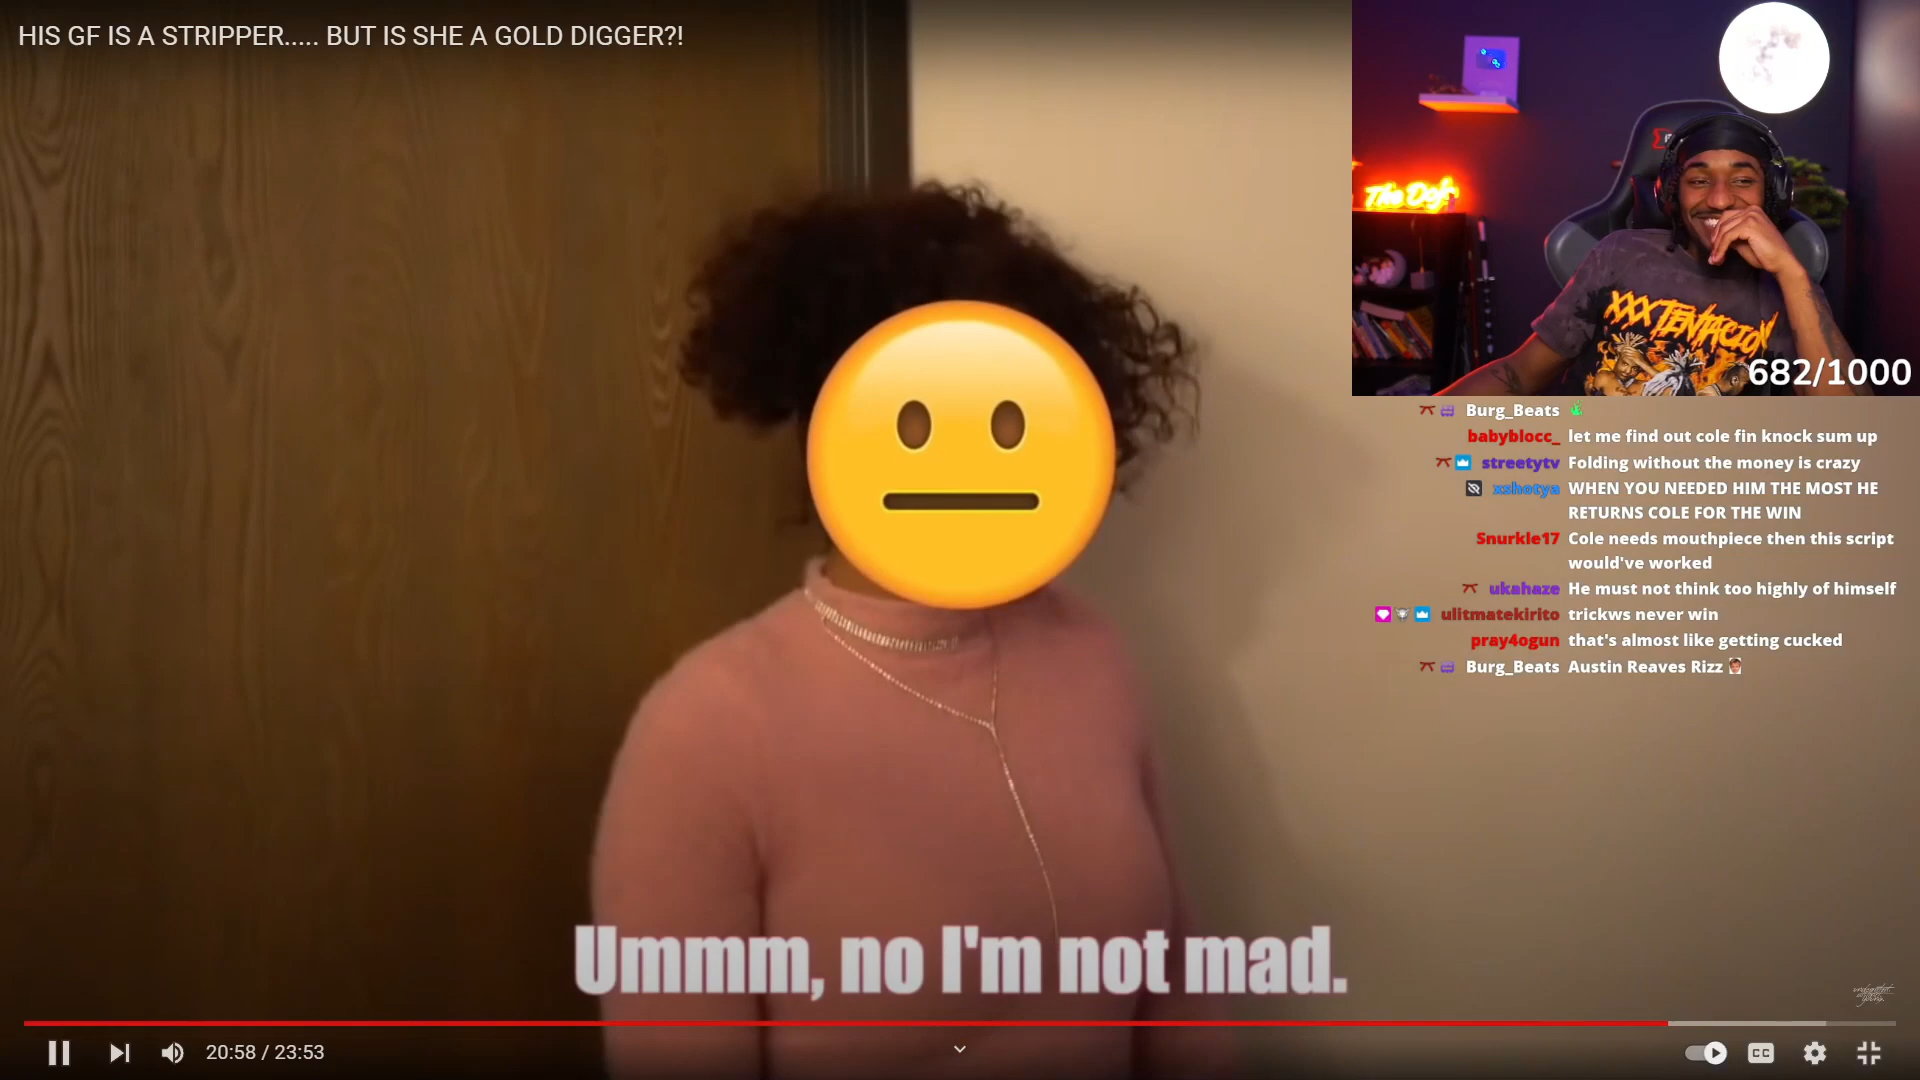 HIS GF IS A STRIPPER..... BUT IS SHE A GOLD DIGGER?!
XXXTENTACION
682/1000
Burg_Beats
babyblocc_ let me find out cole fin knock sum up
streetytv Folding without the money is crazy
xshotya WHEN YOU NEEDED HIM THE MOST HE
RETURNS COLE FOR THE WIN
Snurkle17 Cole needs mouthpiece then this script
would've worked
ukahaze He must not think too highly of himself
ulitmatekirito trickws never win
pray4ogun that's almost like getting cucked
Burg_Beats Austin Reaves Rizz
Ummm, no I'm not mad.
20:58 / 23:53
CC